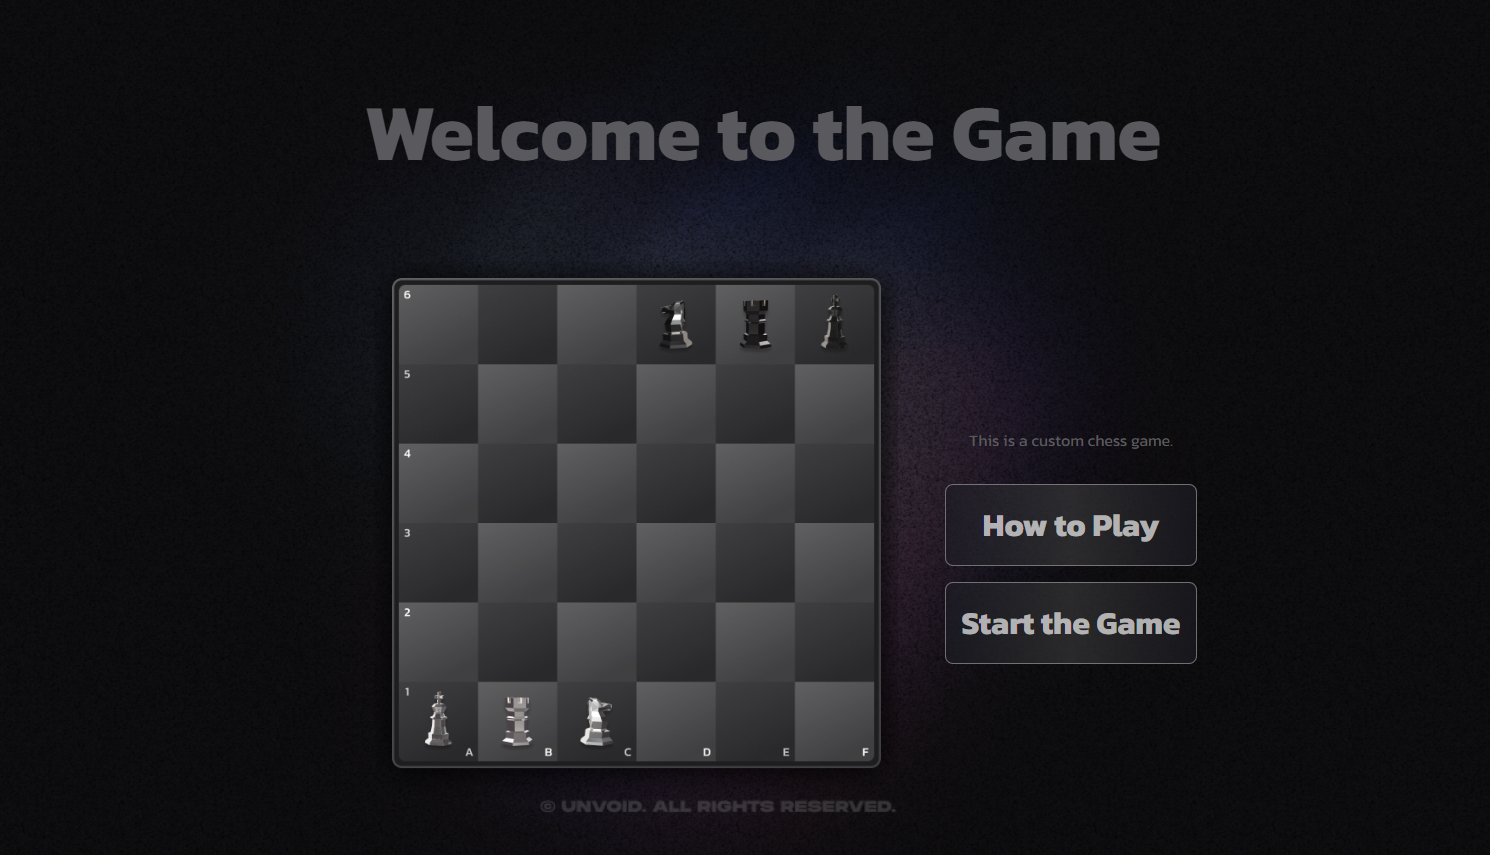 Welcome to the Game
6
5
4
3
2
1
A B C D E F
This is a custom chess game.
How to Play
Start the Game
© UNVOID. ALL RIGHTS RESERVED.